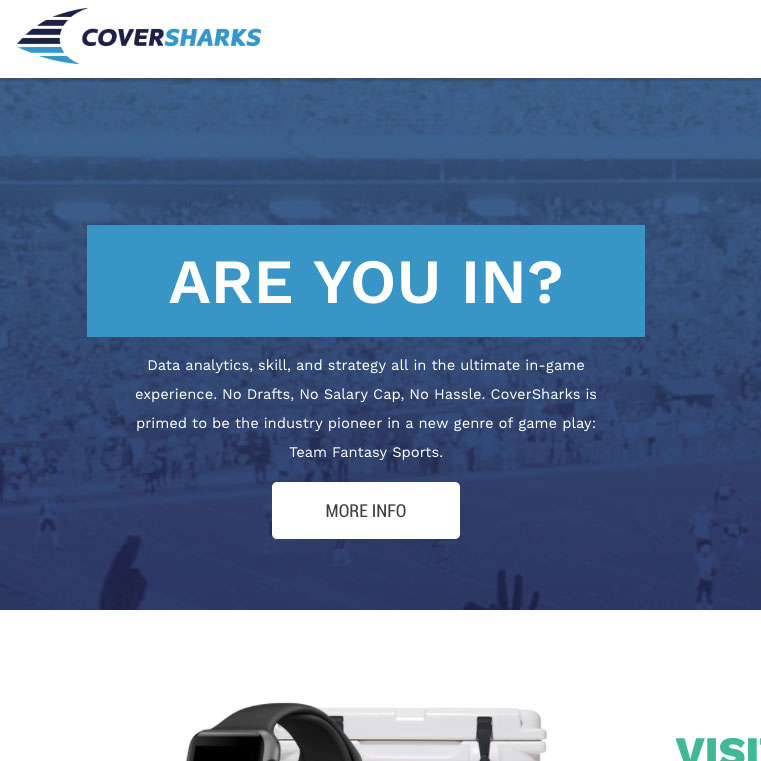 COVERSHARKS
ARE YOU IN?
Data analytics, skill, and strategy all in the ultimate in-game
experience. No Drafts, No Salary Cap, No Hassle. CoverSharks is
primed to be the industry pioneer in a new genre of game play:
Team Fantasy Sports.
MORE INFO